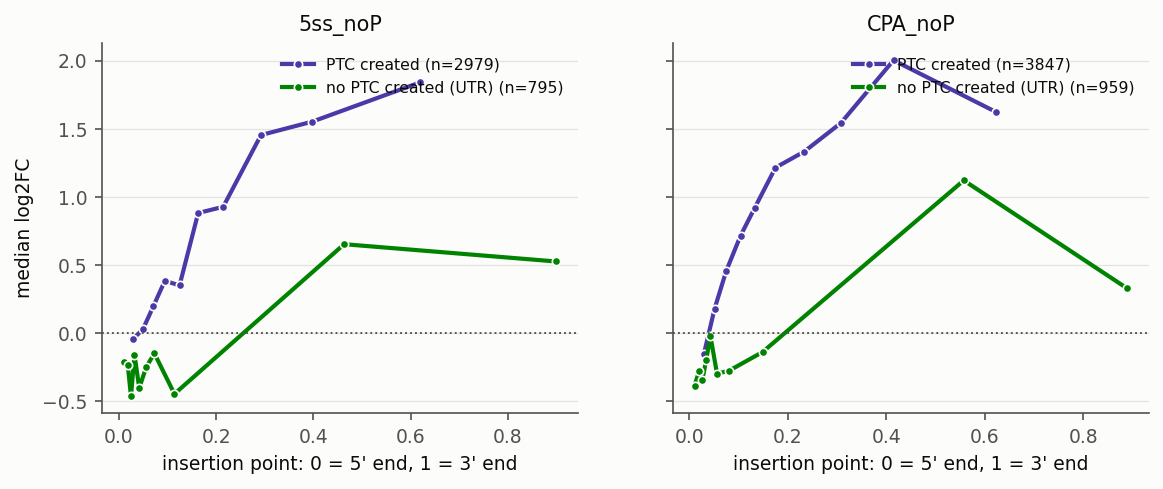 5ss_noP
CPA_noP
PTC created (n=2979)
no PTC created (UTR) (n=795)
PTC created (n=3847)
no PTC created (UTR) (n=959)
median log2FC
2.0
1.5
1.0
0.5
0.0
−0.5
0.0 0.2 0.4 0.6 0.8
0.0 0.2 0.4 0.6 0.8
insertion point: 0 = 5' end, 1 = 3' end
insertion point: 0 = 5' end, 1 = 3' end